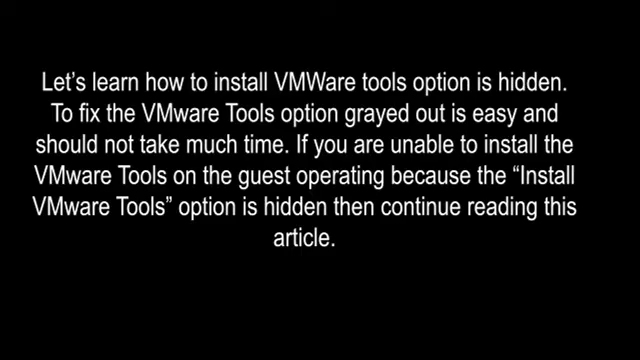 Let’s learn how to install VMWare tools option is hidden.
To fix the VMware Tools option grayed out is easy and
should not take much time. If you are unable to install the
VMware Tools on the guest operating because the “Install
VMware Tools” option is hidden then continue reading this
article.